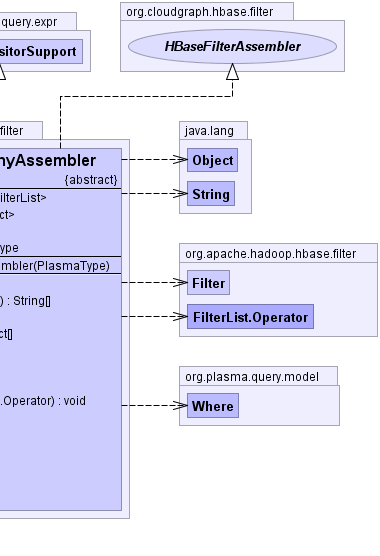 query.expr
sitorSupport
org.cloudgraph.hbase.filter
HBaseFilterAssembler
filter
nyAssembler
{abstract}
ilterList>
ct>
ype
mbler(PlasmaType)
) : String[]
ct[]
.Operator) : void
java.lang
Object
String
org.apache.hadoop.hbase.filter
Filter
FilterList.Operator
org.plasma.query.model
Where